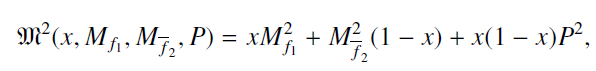 𝔐²(x, M_{f₁}, M_{f̅₂}, P) = xM²_{f₁} + M²_{f̅₂}(1 − x) + x(1 − x)P²,